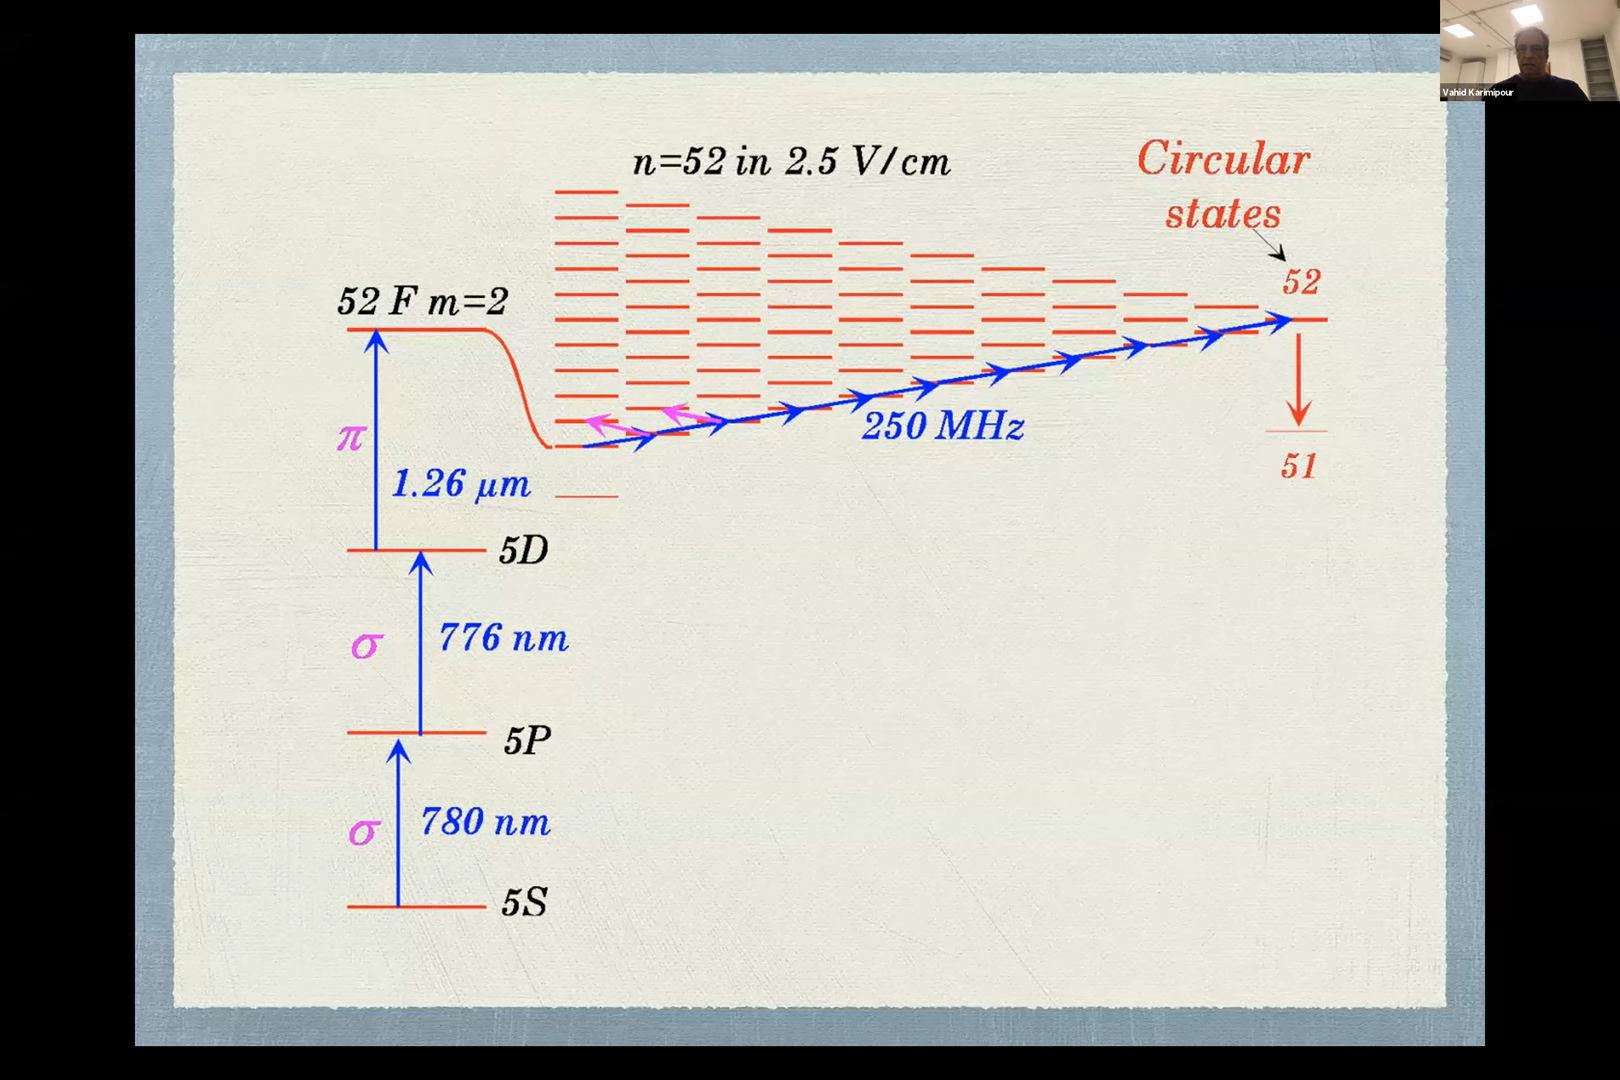 Vahid Karimipour
n=52 in 2.5 V/cm
Circular
states
52
52 F m=2
250 MHz
π
51
1.26 μm
5D
σ
776 nm
5P
σ
780 nm
5S